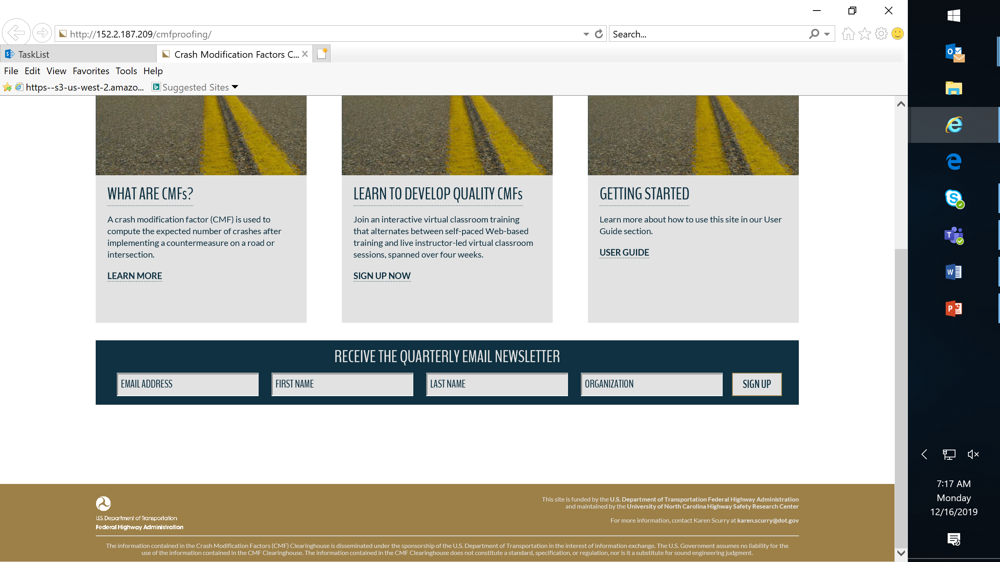 http://152.2.187.209/cmfproofing/
Search...
TaskList
Crash Modification Factors C...
File Edit View Favorites Tools Help
https--s3-us-west-2.amazo... Suggested Sites
WHAT ARE CMFs?
A crash modification factor (CMF) is used to
compute the expected number of crashes after
implementing a countermeasure on a road or
intersection.
LEARN MORE
LEARN TO DEVELOP QUALITY CMFs
Join an interactive virtual classroom training
that alternates between self-paced Web-based
training and live instructor-led virtual classroom
sessions, spanned over four weeks.
SIGN UP NOW
GETTING STARTED
Learn more about how to use this site in our User
Guide section.
USER GUIDE
RECEIVE THE QUARTERLY EMAIL NEWSLETTER
EMAIL ADDRESS FIRST NAME LAST NAME ORGANIZATION SIGN UP
U.S. Department of Transportation
Federal Highway Administration
This site is funded by the U.S. Department of Transportation Federal Highway Administration
and maintained by the University of North Carolina Highway Safety Research Center
For more information, contact Karen Scurry at karen.scurry@dot.gov
The information contained in the Crash Modification Factors (CMF) Clearinghouse is disseminated under the sponsorship of the U.S. Department of Transportation in the interest of information exchange. The U.S. Government assumes no liability for the
use of the information contained in the CMF Clearinghouse. The information contained in the CMF Clearinghouse does not constitute a standard, specification, or regulation, nor is it a substitute for sound engineering judgment.
7:17 AM
Monday
12/16/2019